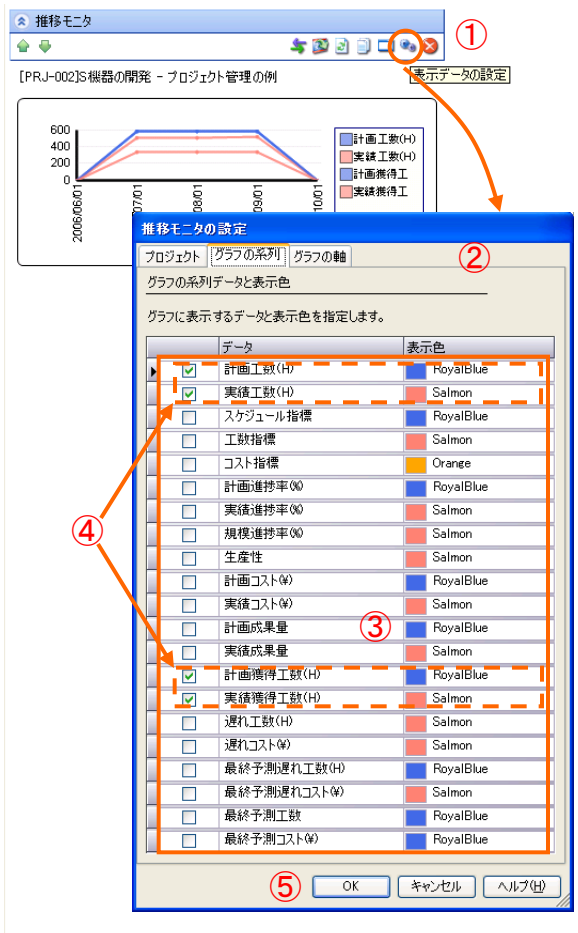 推移モニタ
①
表示データの設定
[PRJ-002]S機器の開発 - プロジェクト管理の例
600
400
200
0
2006/06/01
07/01
08/01
09/01
10/01
計画工数(H)
実績工数(H)
計画獲得工
実績獲得工
推移モニタの設定
②
プロジェクト グラフの系列 グラフの軸
グラフの系列データと表示色
グラフに表示するデータと表示色を指定します。
データ 表示色
計画工数(H) RoyalBlue
実績工数(H) Salmon
スケジュール指標 RoyalBlue
工数指標 Salmon
コスト指標 Orange
計画進捗率(%) RoyalBlue
実績進捗率(%) Salmon
規模進捗率(%) Salmon
生産性 Salmon
計画コスト(¥) RoyalBlue
実績コスト(¥) Salmon
計画成果量 RoyalBlue
実績成果量 Salmon
計画獲得工数(H) RoyalBlue
実績獲得工数(H) Salmon
遅れ工数(H) Salmon
遅れコスト(¥) Salmon
最終予測遅れ工数(H) RoyalBlue
最終予測遅れコスト(¥) Salmon
最終予測工数 RoyalBlue
最終予測コスト(¥) RoyalBlue
③
④
⑤
OK キャンセル ヘルプ(H)